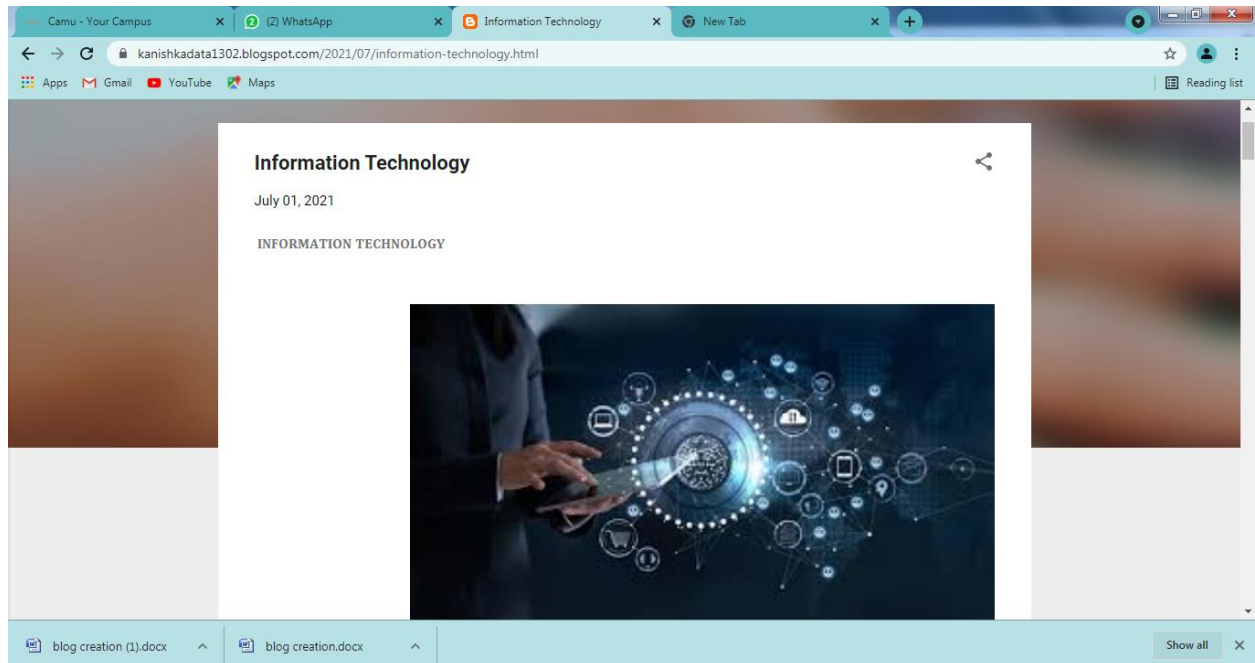 Camu - Your Campus (2) WhatsApp Information Technology New Tab
kanishkadata1302.blogspot.com/2021/07/information-technology.html
Apps Gmail YouTube Maps Reading list
Information Technology
July 01, 2021
INFORMATION TECHNOLOGY
blog creation (1).docx blog creation.docx Show all